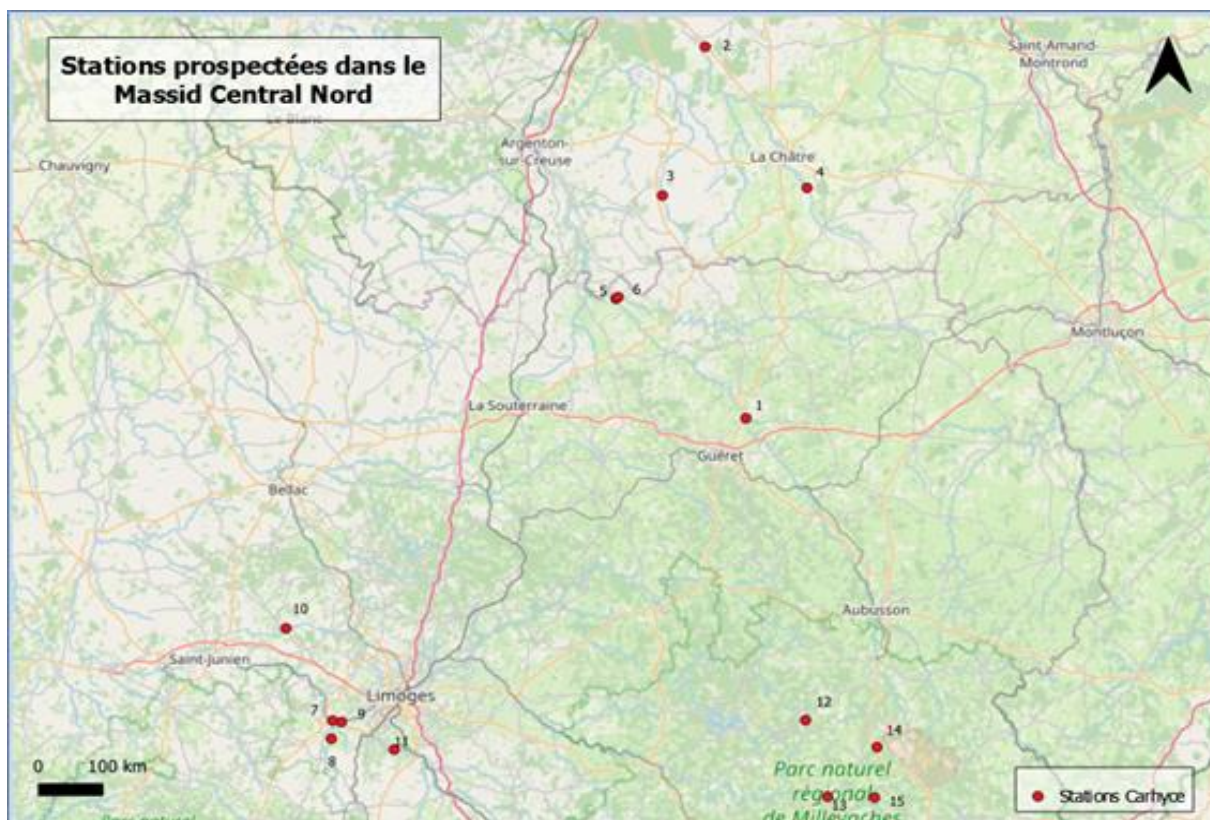 Stations prospectées dans le
Massid Central Nord
2
Saint-Amand-
Montrond
Le Blanc
Argenton-
sur-Creuse
Chauvigny
La Châtre
3
4
5
6
Montluçon
La Souterraine
1
Guéret
Bellac
10
Aubusson
Saint-Junien
Limoges
7
9
12
8
11
14
0 100 km
Parc naturel
régional
de Millevaches
13
15
Stations Carhyce
Parc naturel